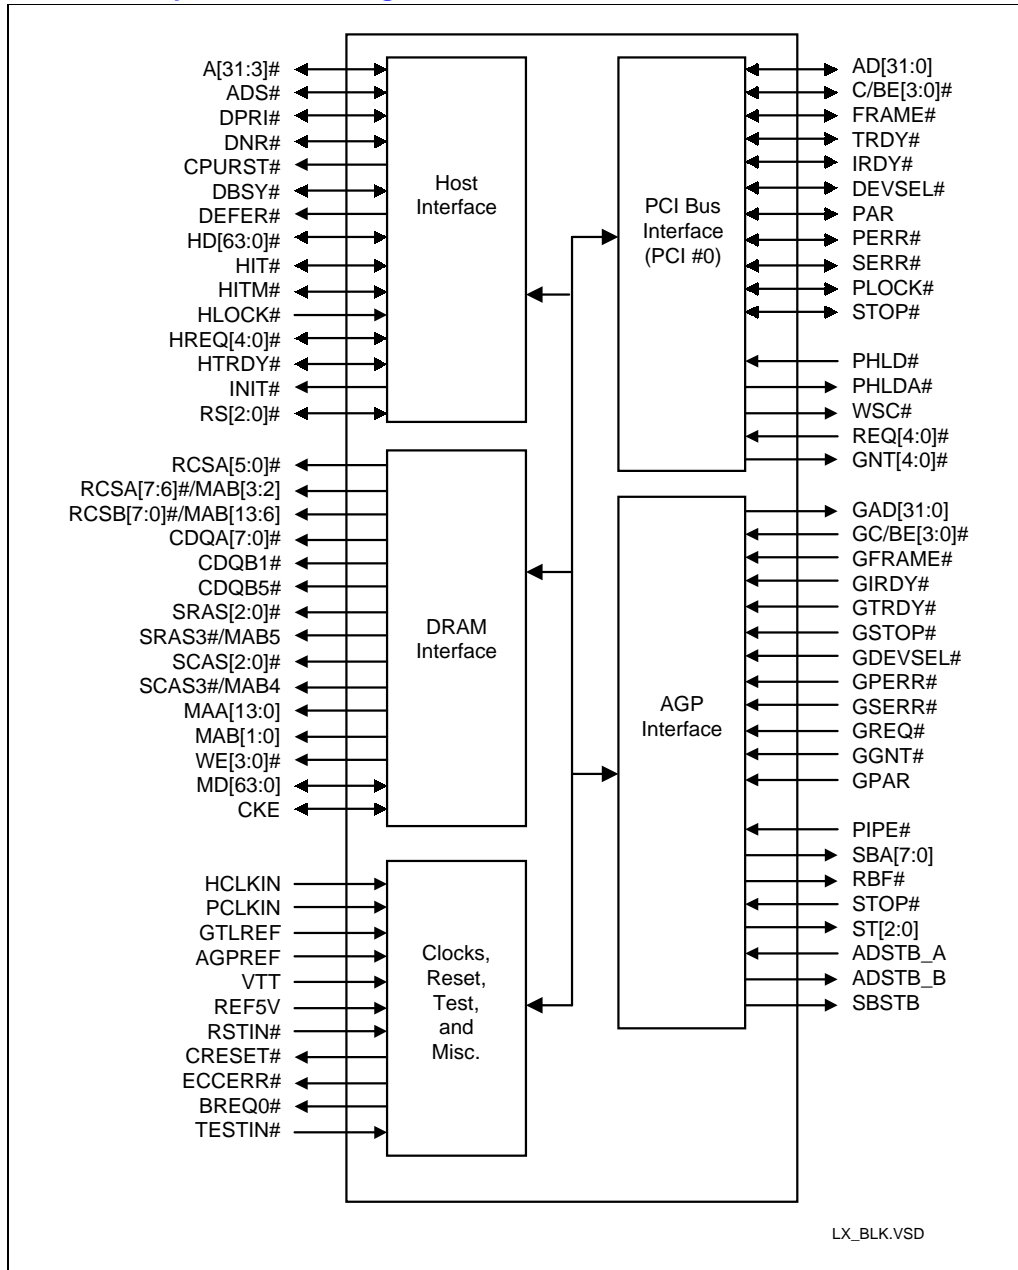 A[31:3]#
ADS#
DPRI#
DNR#
CPURST#
DBSY#
DEFER#
HD[63:0]#
HIT#
HITM#
HLOCK#
HREQ[4:0]#
HTRDY#
INIT#
RS[2:0]#
Host
Interface
RCSA[5:0]#
RCSA[7:6]#/MAB[3:2]
RCSB[7:0]#/MAB[13:6]
CDQA[7:0]#
CDQB1#
CDQB5#
SRAS[2:0]#
SRAS3#/MAB5
SCAS[2:0]#
SCAS3#/MAB4
MAA[13:0]
MAB[1:0]
WE[3:0]#
MD[63:0]
CKE
DRAM
Interface
HCLKIN
PCLKIN
GTLREF
AGPREF
VTT
REF5V
RSTIN#
CRESET#
ECCERR#
BREQ0#
TESTIN#
Clocks,
Reset,
Test,
and
Misc.
PCI Bus
Interface
(PCI #0)
AD[31:0]
C/BE[3:0]#
FRAME#
TRDY#
IRDY#
DEVSEL#
PAR
PERR#
SERR#
PLOCK#
STOP#
PHLD#
PHLDA#
WSC#
REQ[4:0]#
GNT[4:0]#
AGP
Interface
GAD[31:0]
GC/BE[3:0]#
GFRAME#
GIRDY#
GTRDY#
GSTOP#
GDEVSEL#
GPERR#
GSERR#
GREQ#
GGNT#
GPAR
PIPE#
SBA[7:0]
RBF#
STOP#
ST[2:0]
ADSTB_A
ADSTB_B
SBSTB
LX_BLK.VSD